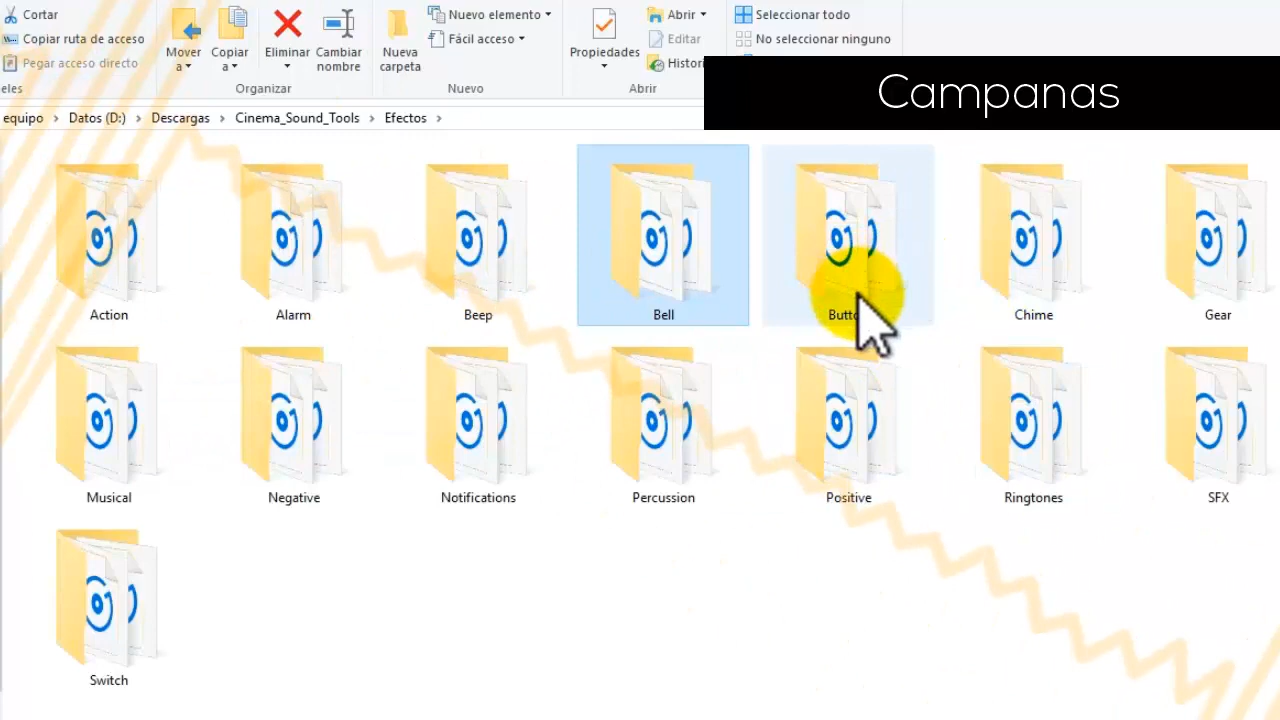 Cortar
Copiar ruta de acceso
Pegar acceso directo
Mover
a
Copiar
a
Eliminar
Cambiar
nombre
Organizar
Nueva
carpeta
Nuevo elemento
Fácil acceso
Nuevo
Propiedades
Abrir
Editar
Abrir
Seleccionar todo
No seleccionar ninguno
Campanas
equipo > Datos (D:) > Descargas > Cinema_Sound_Tools > Efectos >
Action
Alarm
Beep
Bell
Chime
Gear
Musical
Negative
Notifications
Percussion
Positive
Ringtones
SFX
Switch